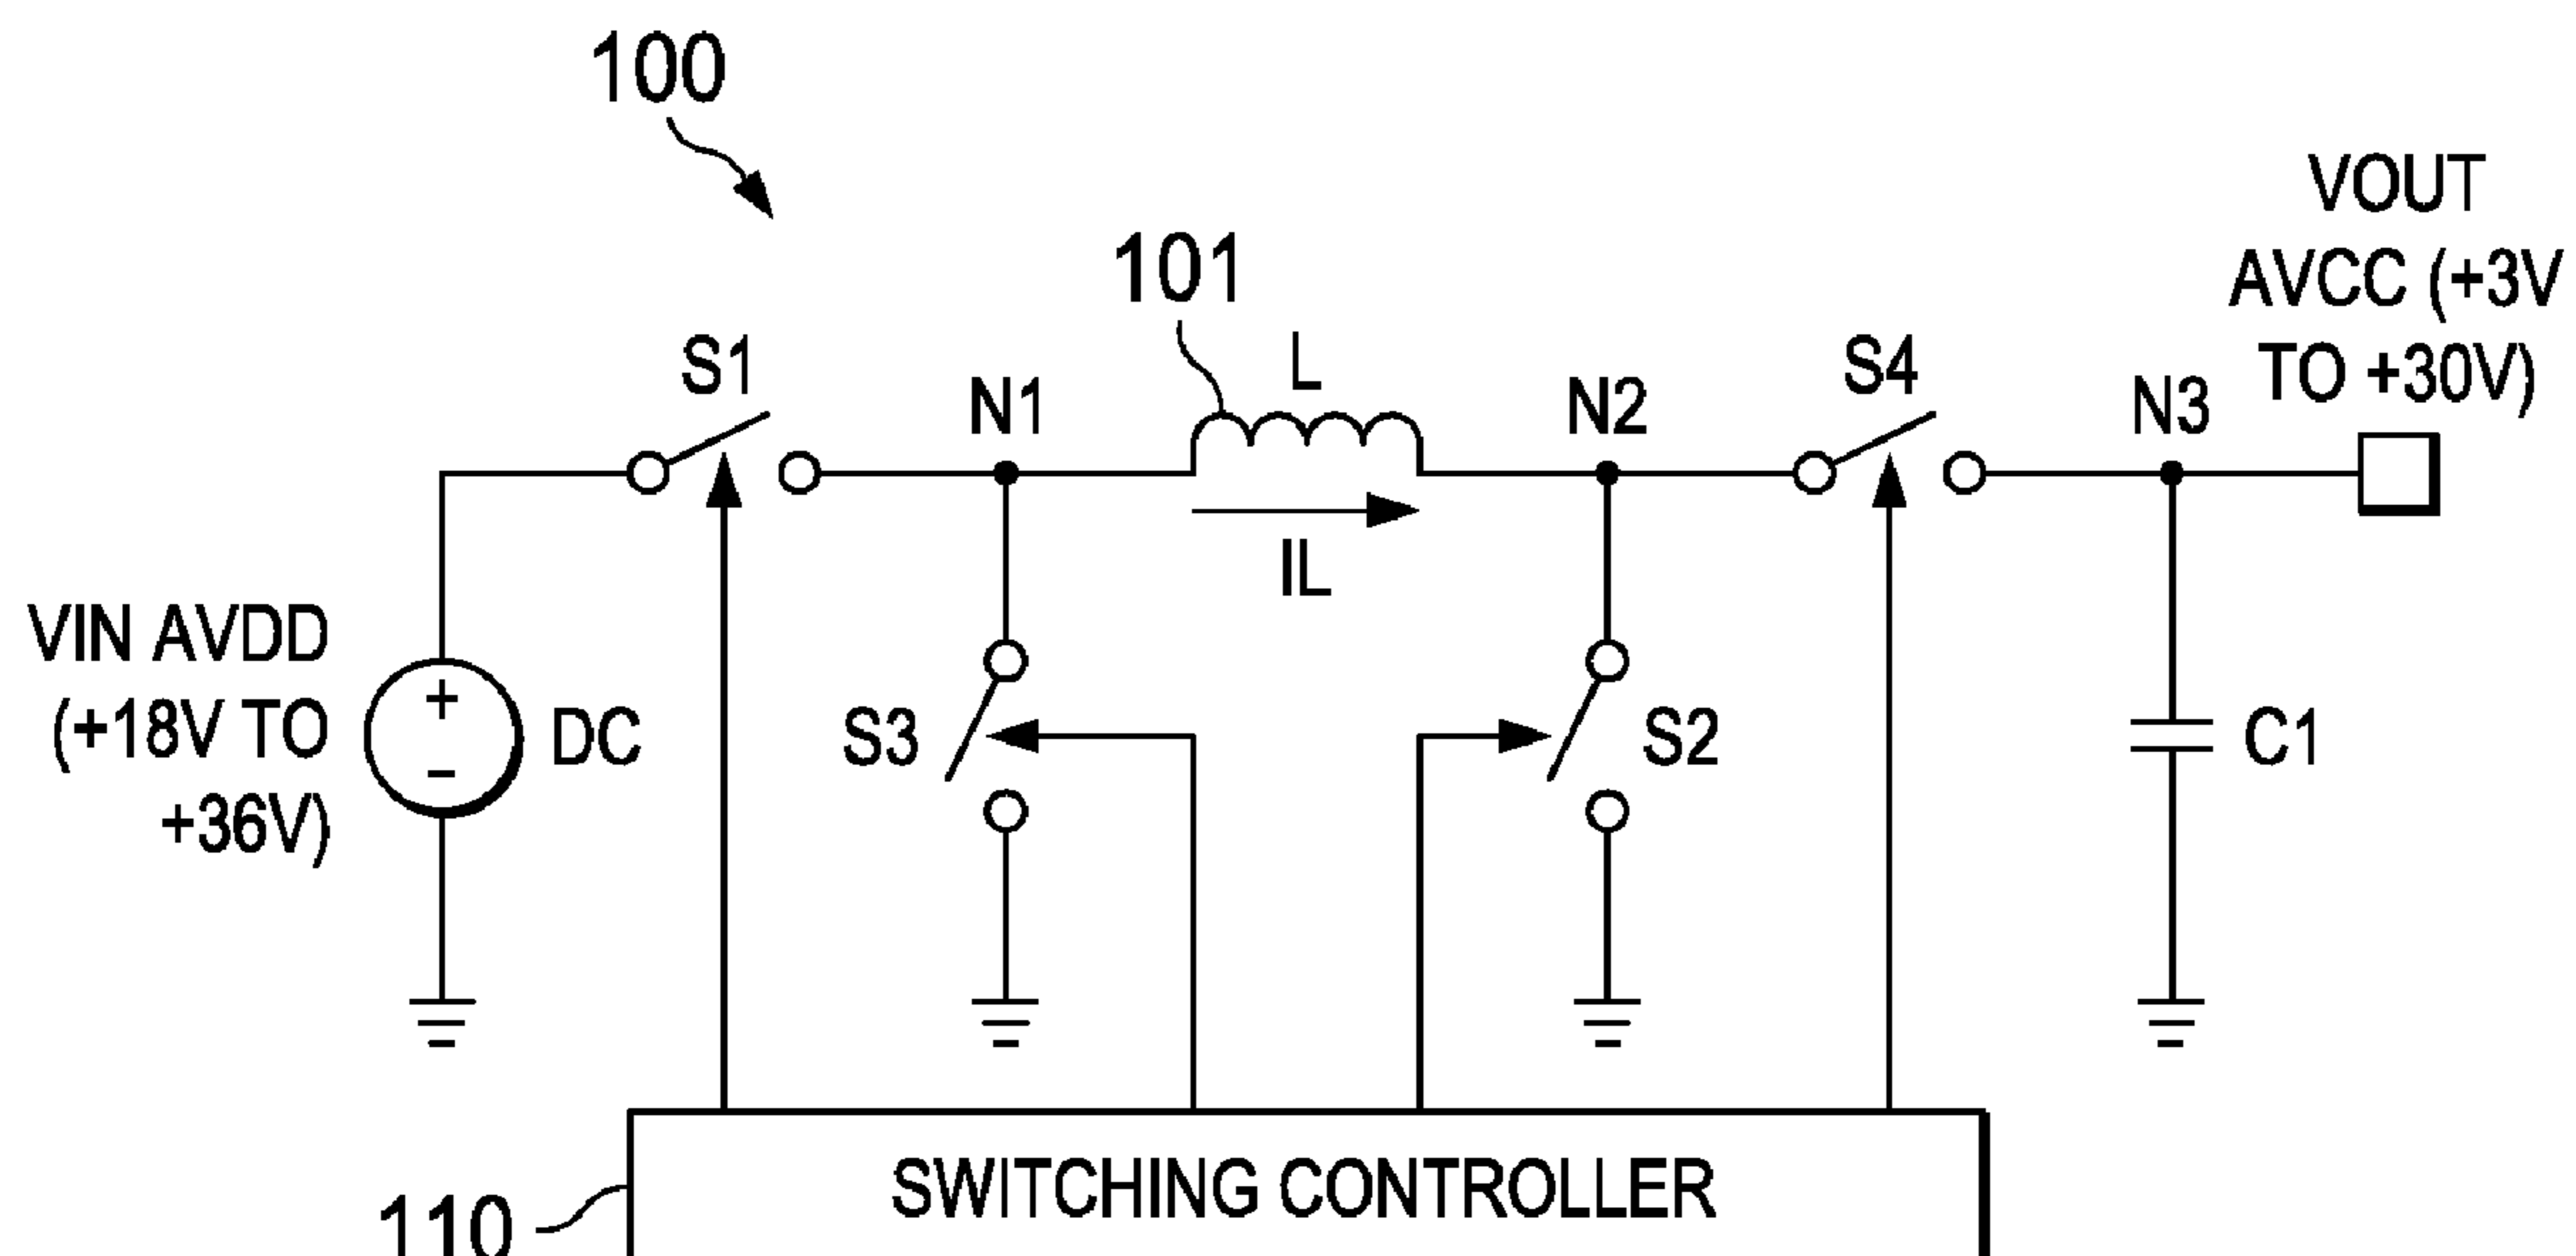 100
VOUT
AVCC (+3V
TO +30V)
101
L
S1
N1
N2
S4
N3
IL
VIN AVDD
(+18V TO
+36V)
+
−
DC
S3
S2
C1
SWITCHING CONTROLLER
110